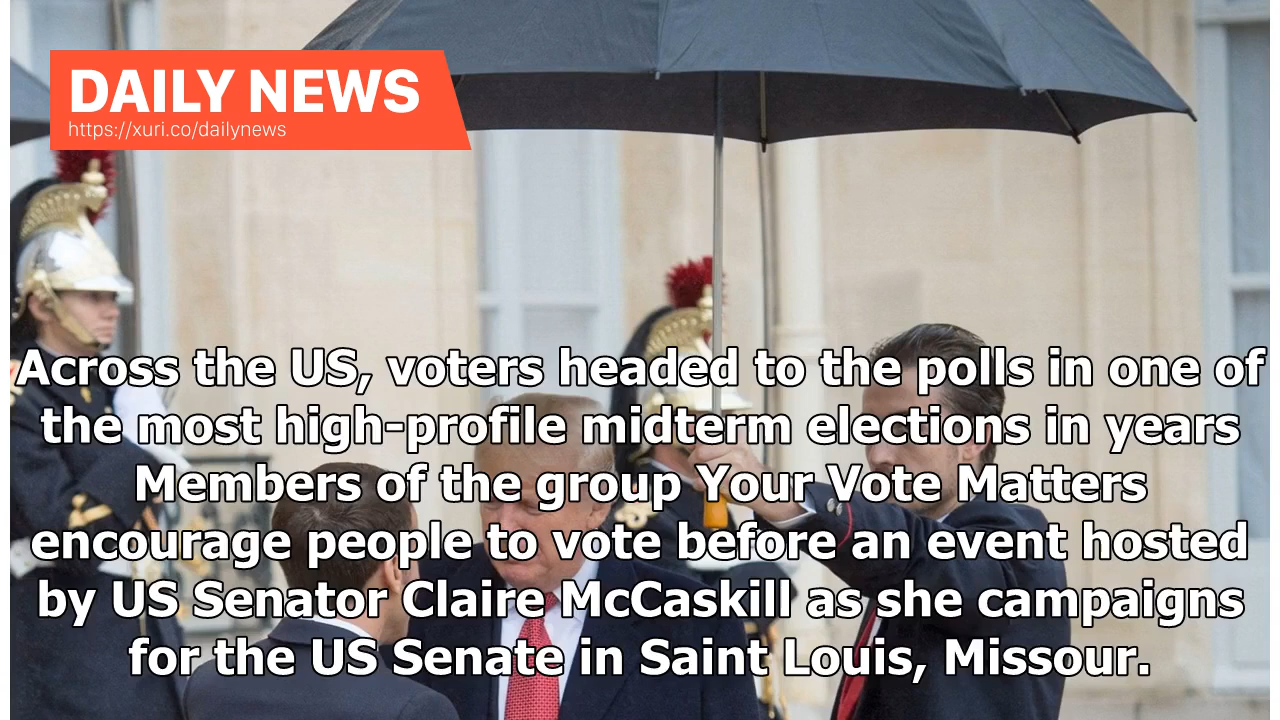 DAILY NEWS
https://xuri.co/dailynews
Across the US, voters headed to the polls in one of
the most high-profile midterm elections in years
Members of the group Your Vote Matters
encourage people to vote before an event hosted
by US Senator Claire McCaskill as she campaigns
for the US Senate in Saint Louis, Missour.